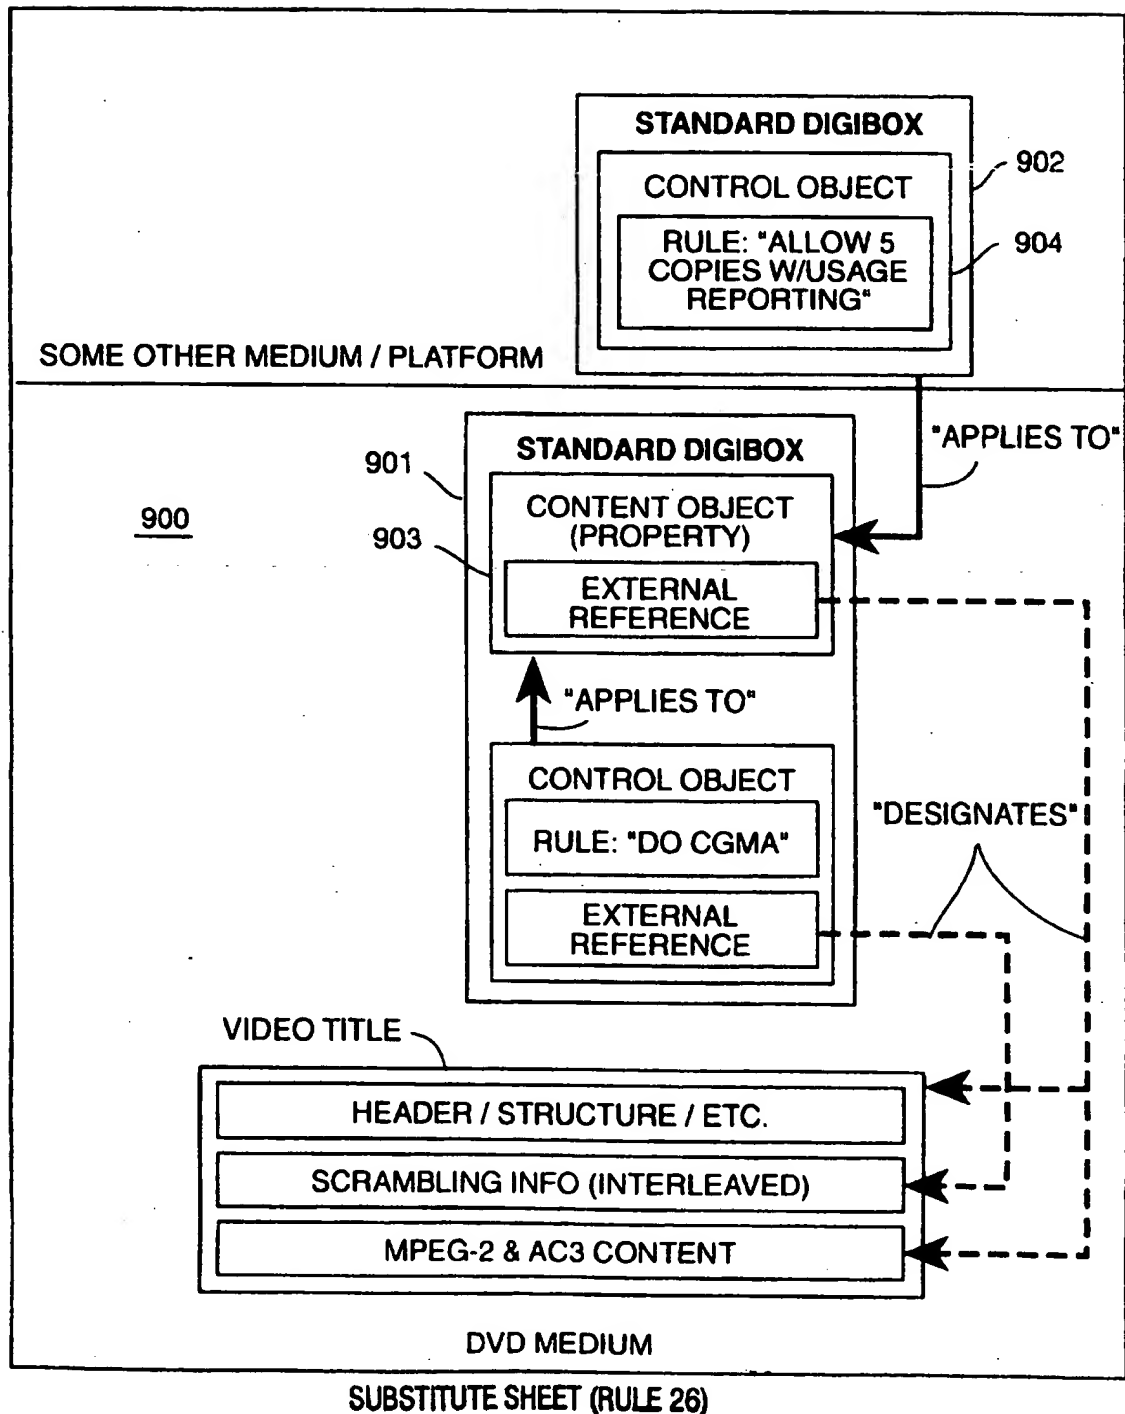 STANDARD DIGIBOX
902
CONTROL OBJECT
RULE: "ALLOW 5
COPIES W/USAGE
REPORTING"
904
SOME OTHER MEDIUM / PLATFORM
"APPLIES TO"
STANDARD DIGIBOX
901
CONTENT OBJECT
(PROPERTY)
900
903
EXTERNAL
REFERENCE
"APPLIES TO"
CONTROL OBJECT
"DESIGNATES"
RULE: "DO CGMA"
EXTERNAL
REFERENCE
VIDEO TITLE
HEADER / STRUCTURE / ETC.
SCRAMBLING INFO (INTERLEAVED)
MPEG-2 & AC3 CONTENT
DVD MEDIUM
SUBSTITUTE SHEET (RULE 26)